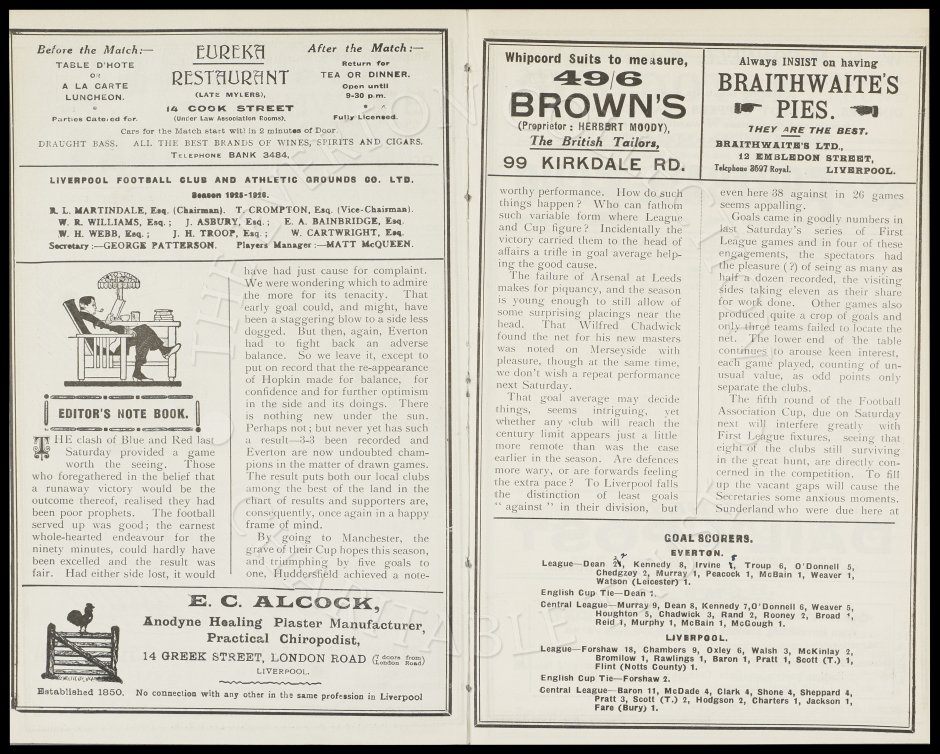 Before the Match:—
TABLE D'HOTE
OR
A LA CARTE
LUNCHEON.
Parties Catered for.
EUREKA
RESTAURANT
(LATE MYLERS),
14 COOK STREET
(Under Law Association Rooms).
After the Match:—
Return for
TEA OR DINNER.
Open until
9-30 p.m.
Fully Licensed.
Cars for the Match start within 2 minutes of Door.
DRAUGHT BASS. ALL THE BEST BRANDS OF WINES, SPIRITS AND CIGARS.
TELEPHONE BANK 3484.
LIVERPOOL FOOTBALL CLUB AND ATHLETIC GROUNDS CO. LTD.
Season 1925-1926.
R. L. MARTINDALE, Esq. (Chairman). T. CROMPTON, Esq. (Vice-Chairman).
W. R. WILLIAMS, Esq.; J. ASBURY, Esq.; E. A. BAINBRIDGE, Esq.
W. H. WEBB, Esq.; J. H. TROOP, Esq.; W. CARTWRIGHT, Esq.
Secretary:—GEORGE PATTERSON. Players Manager:—MATT McQUEEN.
EDITOR'S NOTE BOOK.
THE clash of Blue and Red last
Saturday provided a game
worth the seeing. Those
who foregathered in the belief that
a runaway victory would be the
outcome thereof, realised they had
been poor prophets. The football
served up was good; the earnest
whole-hearted endeavour for the
ninety minutes, could hardly have
been excelled and the result was
fair. Had either side lost, it would
have had just cause for complaint.
We were wondering which to admire
the more for its tenacity. That
early goal could, and might, have
been a staggering blow to a side less
dogged. But then, again, Everton
had to fight back an adverse
balance. So we leave it, except to
put on record that the re-appearance
of Hopkin made for balance, for
confidence and for further optimism
in the side and its doings. There
is nothing new under the sun.
Perhaps not; but never yet has such
a result—3-3 been recorded and
Everton are now undoubted cham-
pions in the matter of drawn games.
The result puts both our local clubs
among the best of the land in the
chart of results and supporters are,
consequently, once again in a happy
frame of mind.
By going to Manchester, the
grave of their Cup hopes this season,
and triumphing by five goals to
one, Huddersfield achieved a note-
E. C. ALCOCK,
Anodyne Healing Plaster Manufacturer,
Practical Chiropodist,
14 GREEK STREET, LONDON ROAD (7 doors from London Road)
LIVERPOOL.
Established 1850. No connection with any other in the same profession in Liverpool
Whipcord Suits to measure,
49/6
BROWN'S
(Proprietor: HERBERT MOODY),
The British Tailors,
99 KIRKDALE RD.
Always INSIST on having
BRAITHWAITE'S
PIES.
THEY ARE THE BEST.
BRAITHWAITE'S LTD.,
12 EMBLEDON STREET,
Telephone 3697 Royal. LIVERPOOL.
worthy performance. How do such
things happen? Who can fathom
such variable form where League
and Cup figure? Incidentally the
victory carried them to the head of
affairs a trifle in goal average help-
ing the good cause.
The failure of Arsenal at Leeds
makes for piquancy, and the season
is young enough to still allow of
some surprising placings near the
head. That Wilfred Chadwick
found the net for his new masters
was noted on Merseyside with
pleasure, though at the same time,
we don't wish a repeat performance
next Saturday.
That goal average may decide
things, seems intriguing, yet
whether any club will reach the
century limit appears just a little
more remote than was the case
earlier in the season. Are defences
more wary, or are forwards feeling
the extra pace? To Liverpool falls
the distinction of least goals
"against" in their division, but
even here 38 against in 26 games
seems appalling.
Goals came in goodly numbers in
last Saturday's series of First
League games and in four of these
engagements, the spectators had
the pleasure (?) of seing as many as
half a dozen recorded, the visiting
sides taking eleven as their share
for work done. Other games also
produced quite a crop of goals and
only three teams failed to locate the
net. The lower end of the table
continues to arouse keen interest,
each game played, counting of un-
usual value, as odd points only
separate the clubs.
The fifth round of the Football
Association Cup, due on Saturday
next will interfere greatly with
First League fixtures, seeing that
eight of the clubs still surviving
in the great hunt, are directly con-
cerned in the competition. To fill
up the vacant gaps will cause the
Secretaries some anxious moments.
Sunderland who were due here at
GOAL SCORERS.
EVERTON.
League—Dean 2, Kennedy 8, Irvine 8, Troup 6, O'Donnell 5,
Chedgzoy 2, Murray 1, Peacock 1, McBain 1, Weaver 1,
Watson (Leicester) 1.
English Cup Tie—Dean 1.
Central League—Murray 9, Dean 8, Kennedy 7, O'Donnell 6, Weaver 5,
Houghton 5, Chadwick 3, Rand 2, Rooney 2, Broad 1,
Reid 1, Murphy 1, McBain 1, McGough 1.
LIVERPOOL.
League—Forshaw 18, Chambers 9, Oxley 6, Walsh 3, McKinlay 2,
Bromilow 1, Rawlings 1, Baron 1, Pratt 1, Scott (T.) 1,
Flint (Notts County) 1.
English Cup Tie—Forshaw 2.
Central League—Baron 11, McDade 4, Clark 4, Shone 4, Sheppard 4,
Pratt 3, Scott (T.) 2, Hodgson 2, Charters 1, Jackson 1,
Fare (Bury) 1.